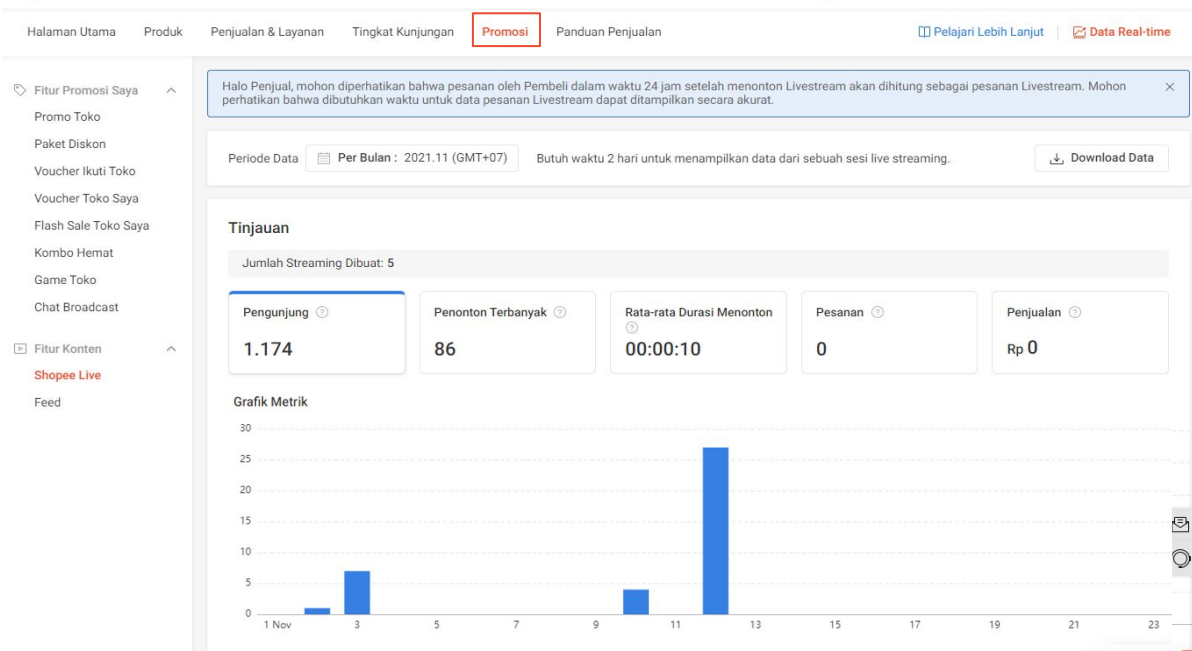 Halaman Utama Produk Penjualan & Layanan Tingkat Kunjungan Promosi Panduan Penjualan Pelajari Lebih Lanjut Data Real-time
Fitur Promosi Saya
Promo Toko
Paket Diskon
Voucher Ikuti Toko
Voucher Toko Saya
Flash Sale Toko Saya
Kombo Hemat
Game Toko
Chat Broadcast
Fitur Konten
Shopee Live
Feed
Halo Penjual, mohon diperhatikan bahwa pesanan oleh Pembeli dalam waktu 24 jam setelah menonton Livestream akan dihitung sebagai pesanan Livestream. Mohon
perhatikan bahwa dibutuhkan waktu untuk data pesanan Livestream dapat ditampilkan secara akurat.
Periode Data Per Bulan : 2021.11 (GMT+07) Butuh waktu 2 hari untuk menampilkan data dari sebuah sesi live streaming. Download Data
Tinjauan
Jumlah Streaming Dibuat: 5
Pengunjung ?
1.174
Penonton Terbanyak ?
86
Rata-rata Durasi Menonton
?
00:00:10
Pesanan ?
0
Penjualan ?
Rp 0
Grafik Metrik
30
25
20
15
10
5
0
1 Nov 3 5 7 9 11 13 15 17 19 21 23